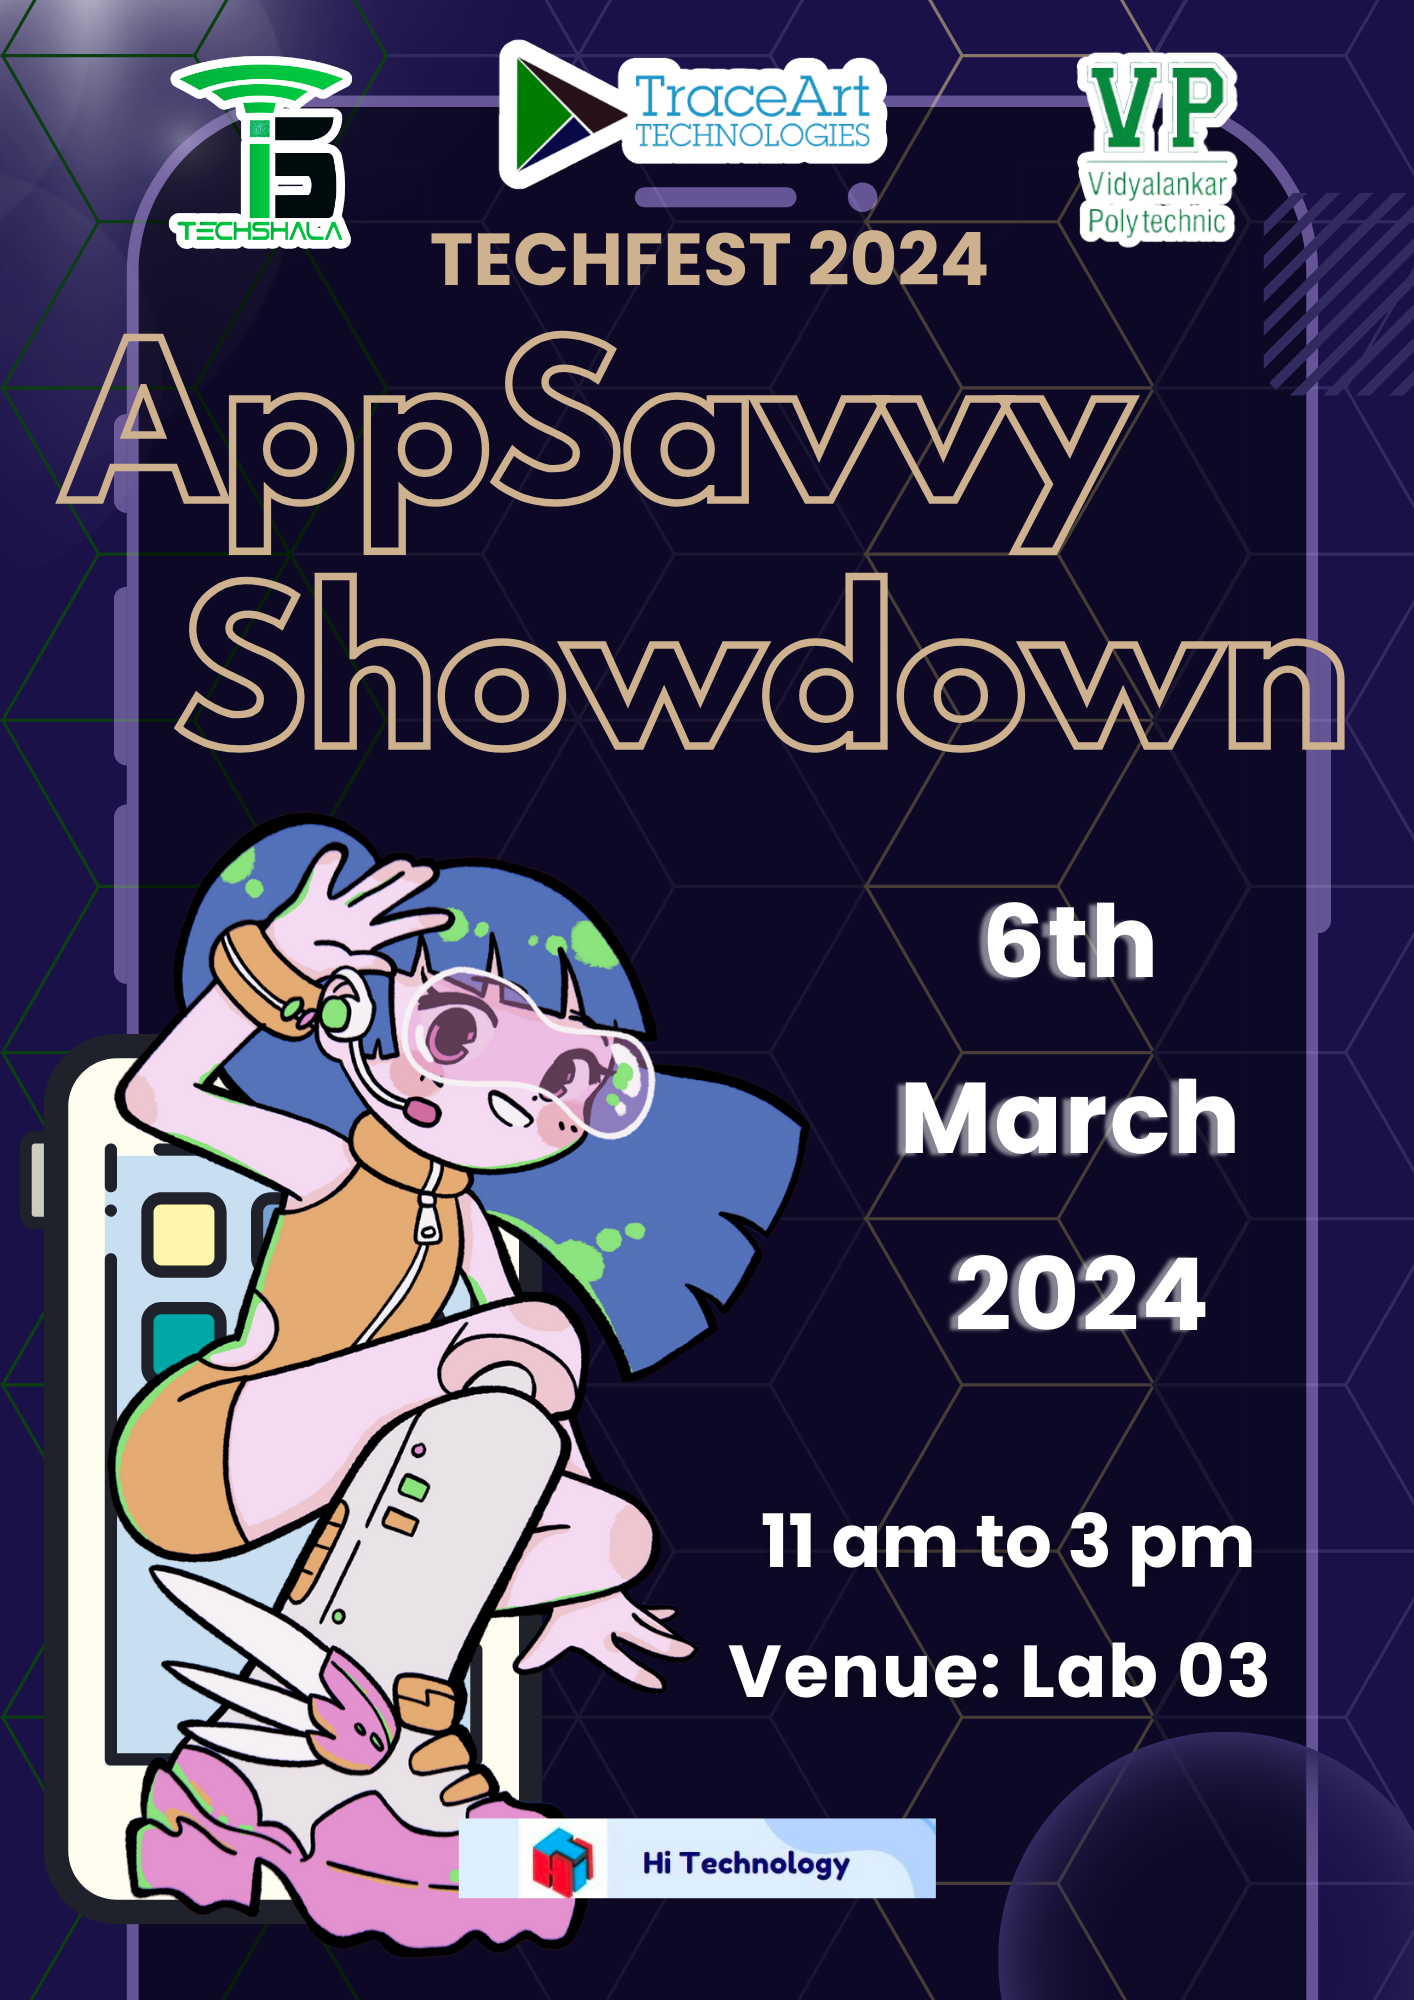 TECHSHALA
TraceArt
TECHNOLOGIES
VP
Vidyalankar
Polytechnic
TECHFEST 2024
AppSavvy
Showdown
6th
March
2024
11 am to 3 pm
Venue: Lab 03
Hi Technology